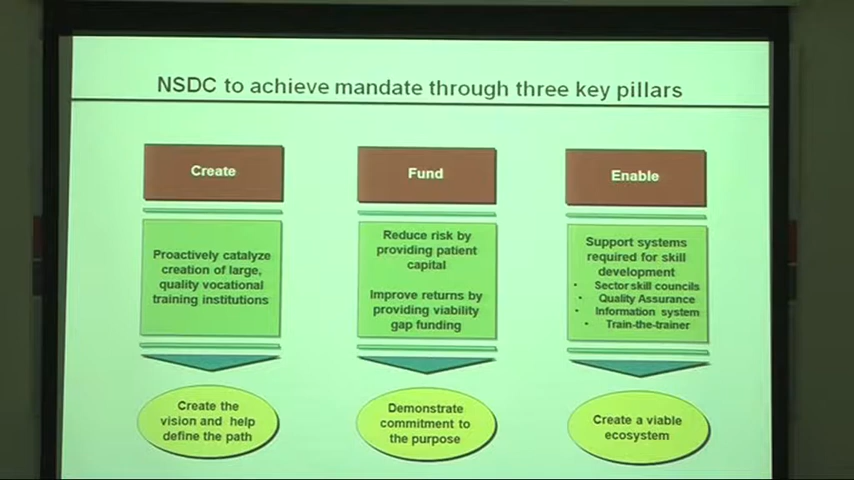 NSDC to achieve mandate through three key pillars
Create
Proactively catalyze
creation of large,
quality vocational
training institutions
Create the
vision and help
define the path
Fund
Reduce risk by
providing patient
capital
Improve returns by
providing viability
gap funding
Demonstrate
commitment to
the purpose
Enable
Support systems
required for skill
development
• Sector skill councils
• Quality Assurance
• Information system
• Train-the-trainer
Create a viable
ecosystem